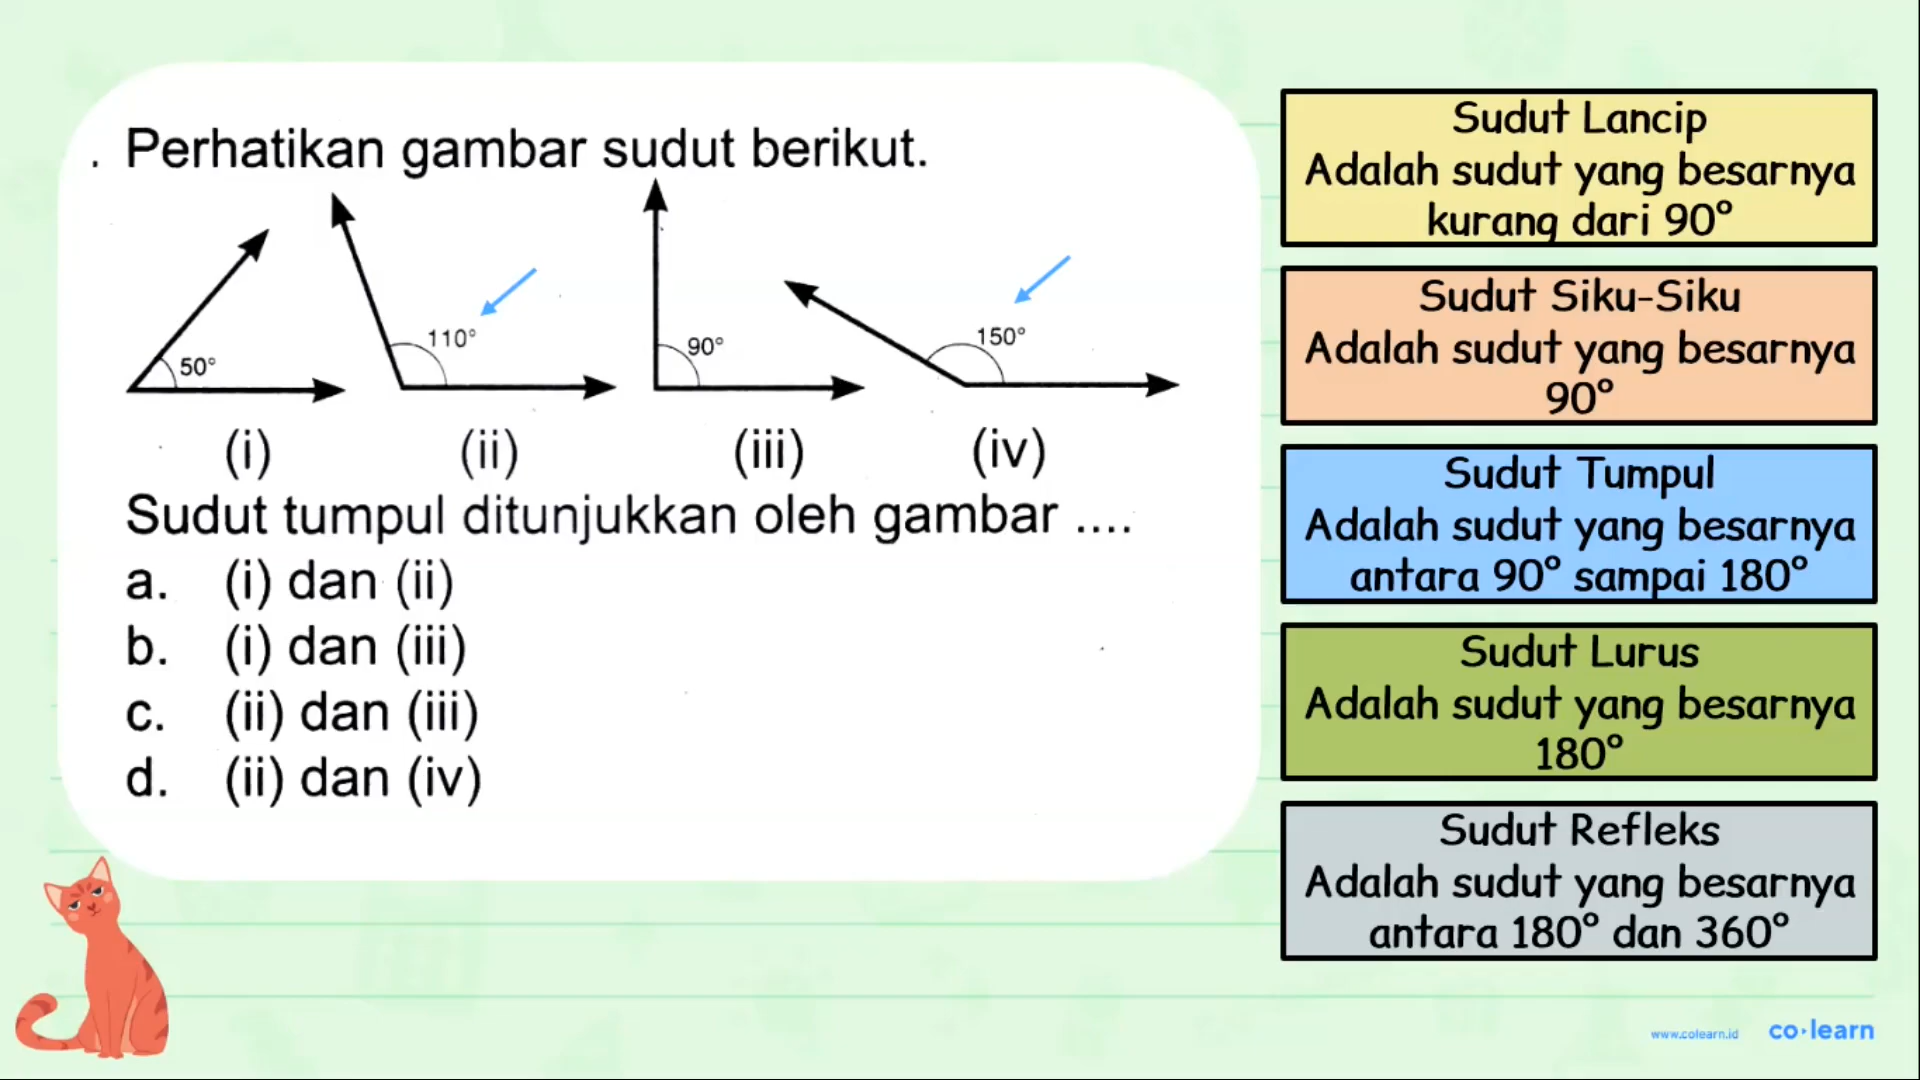 . Perhatikan gambar sudut berikut.
50° 110° 90° 150°
(i) (ii) (iii) (iv)
Sudut tumpul ditunjukkan oleh gambar ....
a. (i) dan (ii)
b. (i) dan (iii)
c. (ii) dan (iii)
d. (ii) dan (iv)
Sudut Lancip
Adalah sudut yang besarnya
kurang dari 90°
Sudut Siku-Siku
Adalah sudut yang besarnya
90°
Sudut Tumpul
Adalah sudut yang besarnya
antara 90° sampai 180°
Sudut Lurus
Adalah sudut yang besarnya
180°
Sudut Refleks
Adalah sudut yang besarnya
antara 180° dan 360°
www.colearn.id co·learn